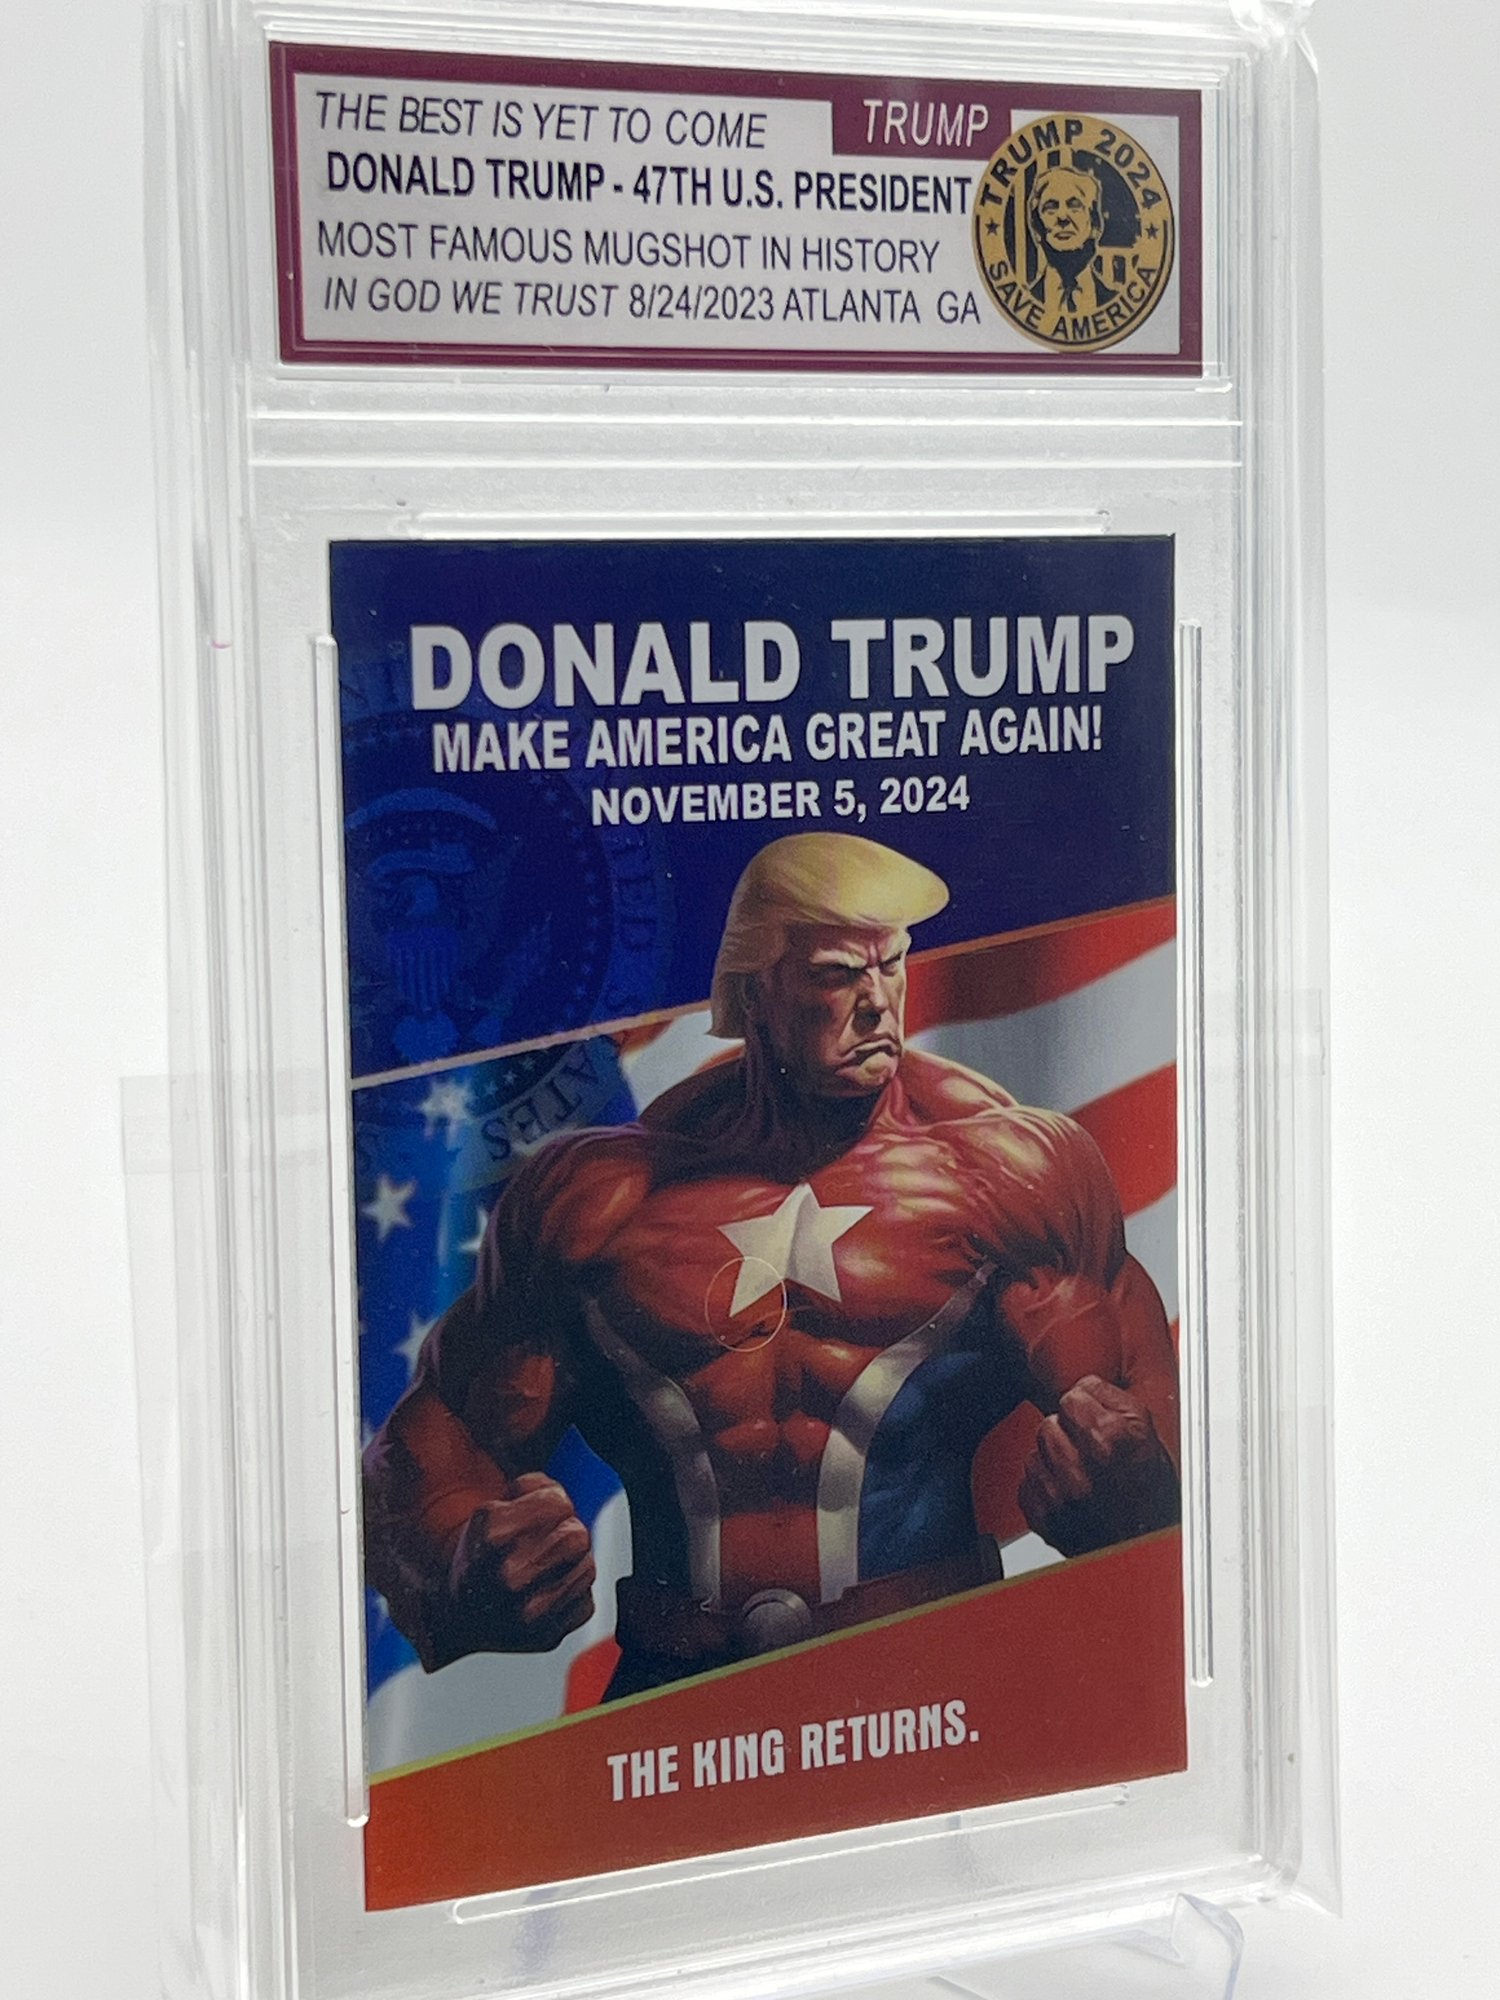 THE BEST IS YET TO COME
TRUMP
DONALD TRUMP - 47TH U.S. PRESIDENT
MOST FAMOUS MUGSHOT IN HISTORY
IN GOD WE TRUST 8/24/2023 ATLANTA GA
TRUMP 2024
SAVE AMERICA
DONALD TRUMP
MAKE AMERICA GREAT AGAIN!
NOVEMBER 5, 2024
THE KING RETURNS.